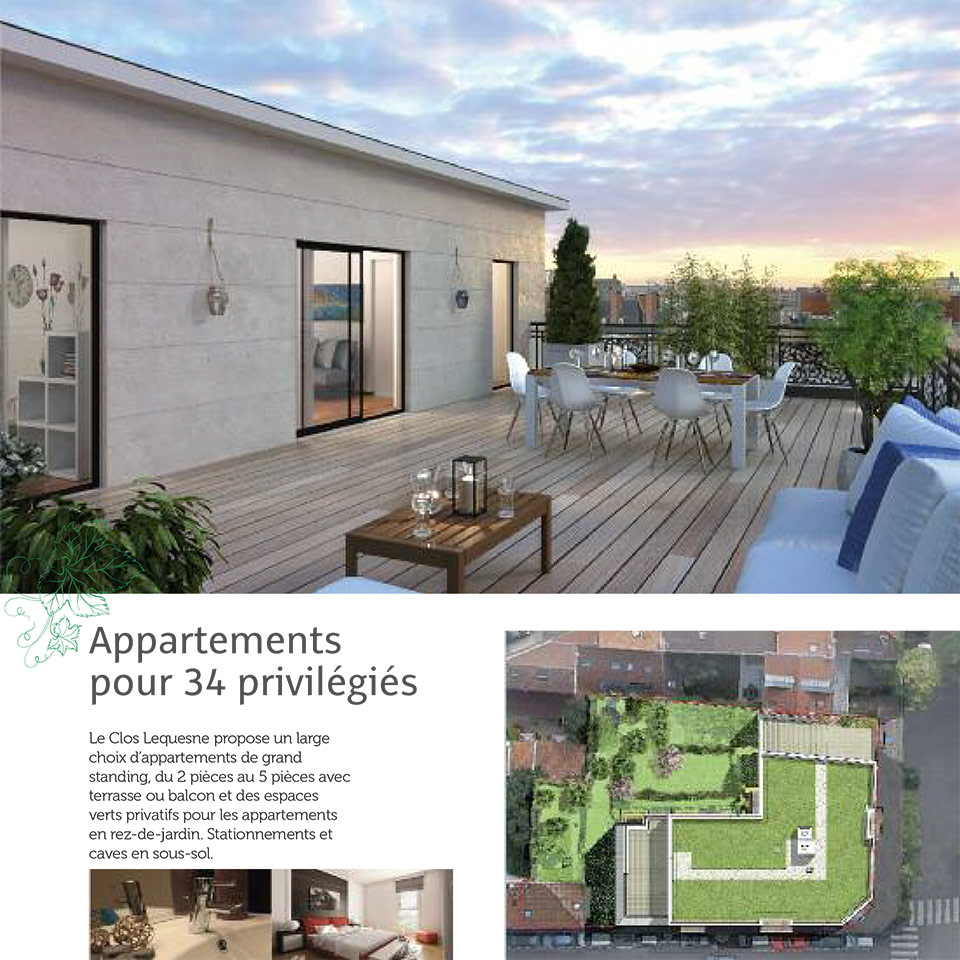 Appartements
pour 34 privilégiés
Le Clos Lequesne propose un large
choix d’appartements de grand
standing, du 2 pièces au 5 pièces avec
terrasse ou balcon et des espaces
verts privatifs pour les appartements
en rez-de-jardin. Stationnements et
caves en sous-sol.